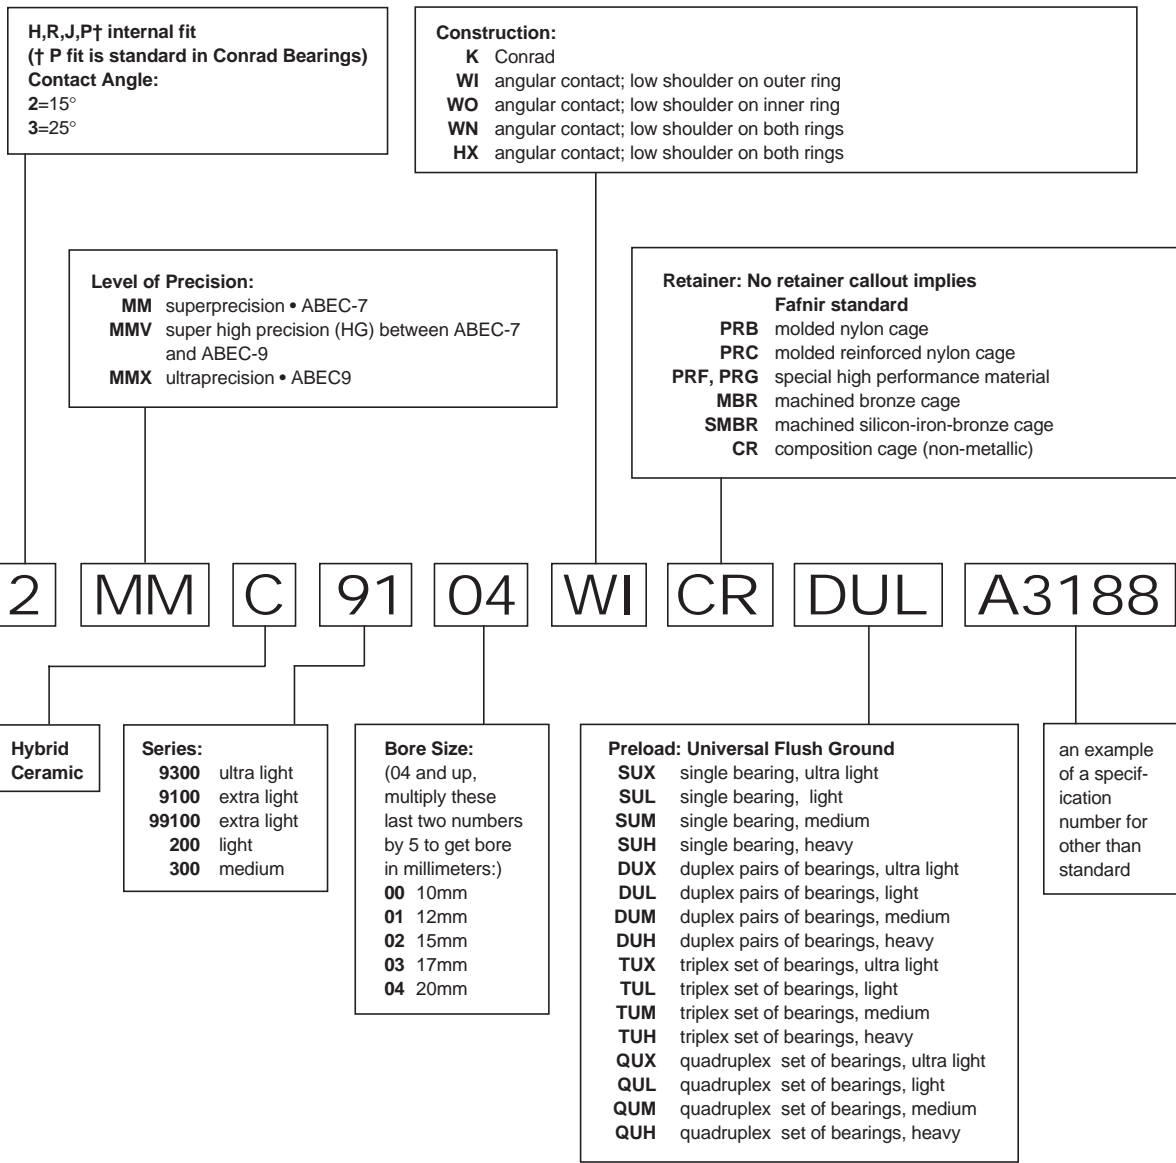 H,R,J,P† internal fit
(† P fit is standard in Conrad Bearings)
Contact Angle:
2=15°
3=25°
Construction:
K Conrad
WI angular contact; low shoulder on outer ring
WO angular contact; low shoulder on inner ring
WN angular contact; low shoulder on both rings
HX angular contact; low shoulder on both rings
Level of Precision:
MM superprecision • ABEC-7
MMV super high precision (HG) between ABEC-7
and ABEC-9
MMX ultraprecision • ABEC9
Retainer: No retainer callout implies
Fafnir standard
PRB molded nylon cage
PRC molded reinforced nylon cage
PRF, PRG special high performance material
MBR machined bronze cage
SMBR machined silicon-iron-bronze cage
CR composition cage (non-metallic)
2 MM C 91 04 WI CR DUL A3188
Hybrid
Ceramic
Series:
9300 ultra light
9100 extra light
99100 extra light
200 light
300 medium
Bore Size:
(04 and up,
multiply these
last two numbers
by 5 to get bore
in millimeters:)
00 10mm
01 12mm
02 15mm
03 17mm
04 20mm
Preload: Universal Flush Ground
SUX single bearing, ultra light
SUL single bearing, light
SUM single bearing, medium
SUH single bearing, heavy
DUX duplex pairs of bearings, ultra light
DUL duplex pairs of bearings, light
DUM duplex pairs of bearings, medium
DUH duplex pairs of bearings, heavy
TUX triplex set of bearings, ultra light
TUL triplex set of bearings, light
TUM triplex set of bearings, medium
TUH triplex set of bearings, heavy
QUX quadruplex set of bearings, ultra light
QUL quadruplex set of bearings, light
QUM quadruplex set of bearings, medium
QUH quadruplex set of bearings, heavy
an example
of a specif-
ication
number for
other than
standard